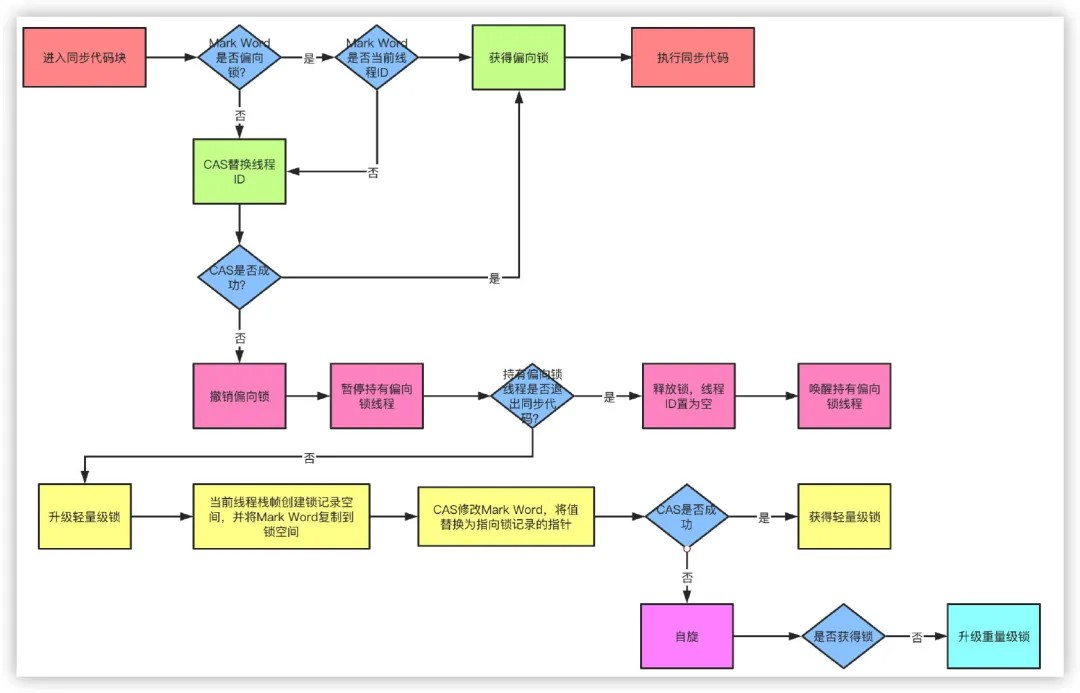 进入同步代码块
Mark Word
是否偏向
锁?
是
Mark Word
是否当前线
程ID
获得偏向锁
执行同步代码
否
CAS替换线程
ID
否
CAS是否成
功?
是
否
撤销偏向锁
暂停持有偏向
锁线程
持有偏向锁
线程是否退
出同步代
码?
是
释放锁，线程
ID置为空
唤醒持有偏向
锁线程
否
升级轻量级锁
当前线程栈帧创建锁记录空
间，并将Mark Word复制到
锁空间
CAS修改Mark Word，将值
替换为指向锁记录的指针
CAS是否成
功
是
获得轻量级锁
否
自旋
是否获得锁
否
升级重量级锁